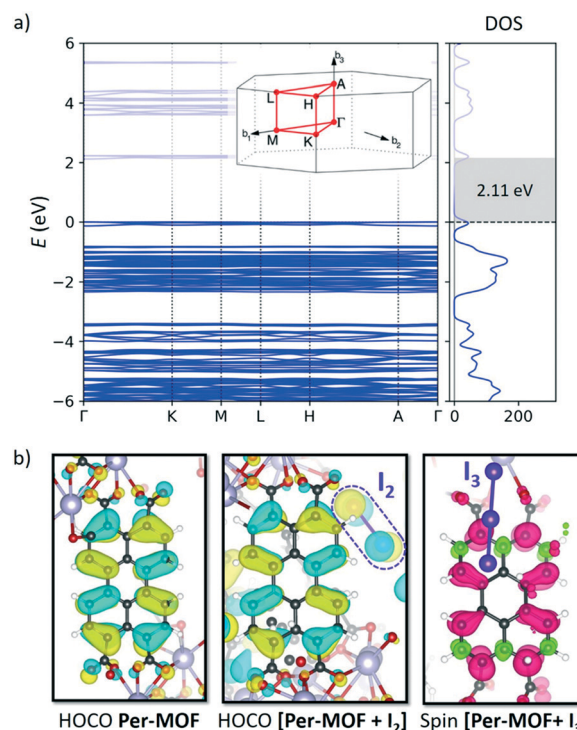 a)
DOS
6
4
2
0
−2
−4
−6
E (eV)
b₃
A
L
H
Γ
M
K
b₁
b₂
2.11 eV
Γ K M L H A Γ
0 200
b)
I₂
I₃
HOCO Per-MOF
HOCO [Per-MOF + I₂]
Spin [Per-MOF+ I₃